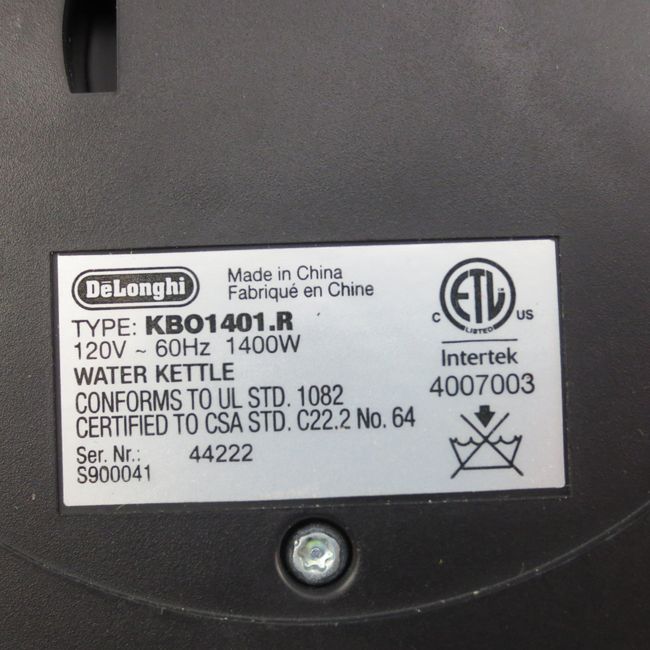 DeLonghi
Made in China
Fabriqué en Chine
TYPE: KBO1401.R
120V ~ 60Hz 1400W
WATER KETTLE
CONFORMS TO UL STD. 1082
CERTIFIED TO CSA STD. C22.2 No. 64
Ser. Nr.: 44222
S900041
C ETL US
LISTED
Intertek
4007003